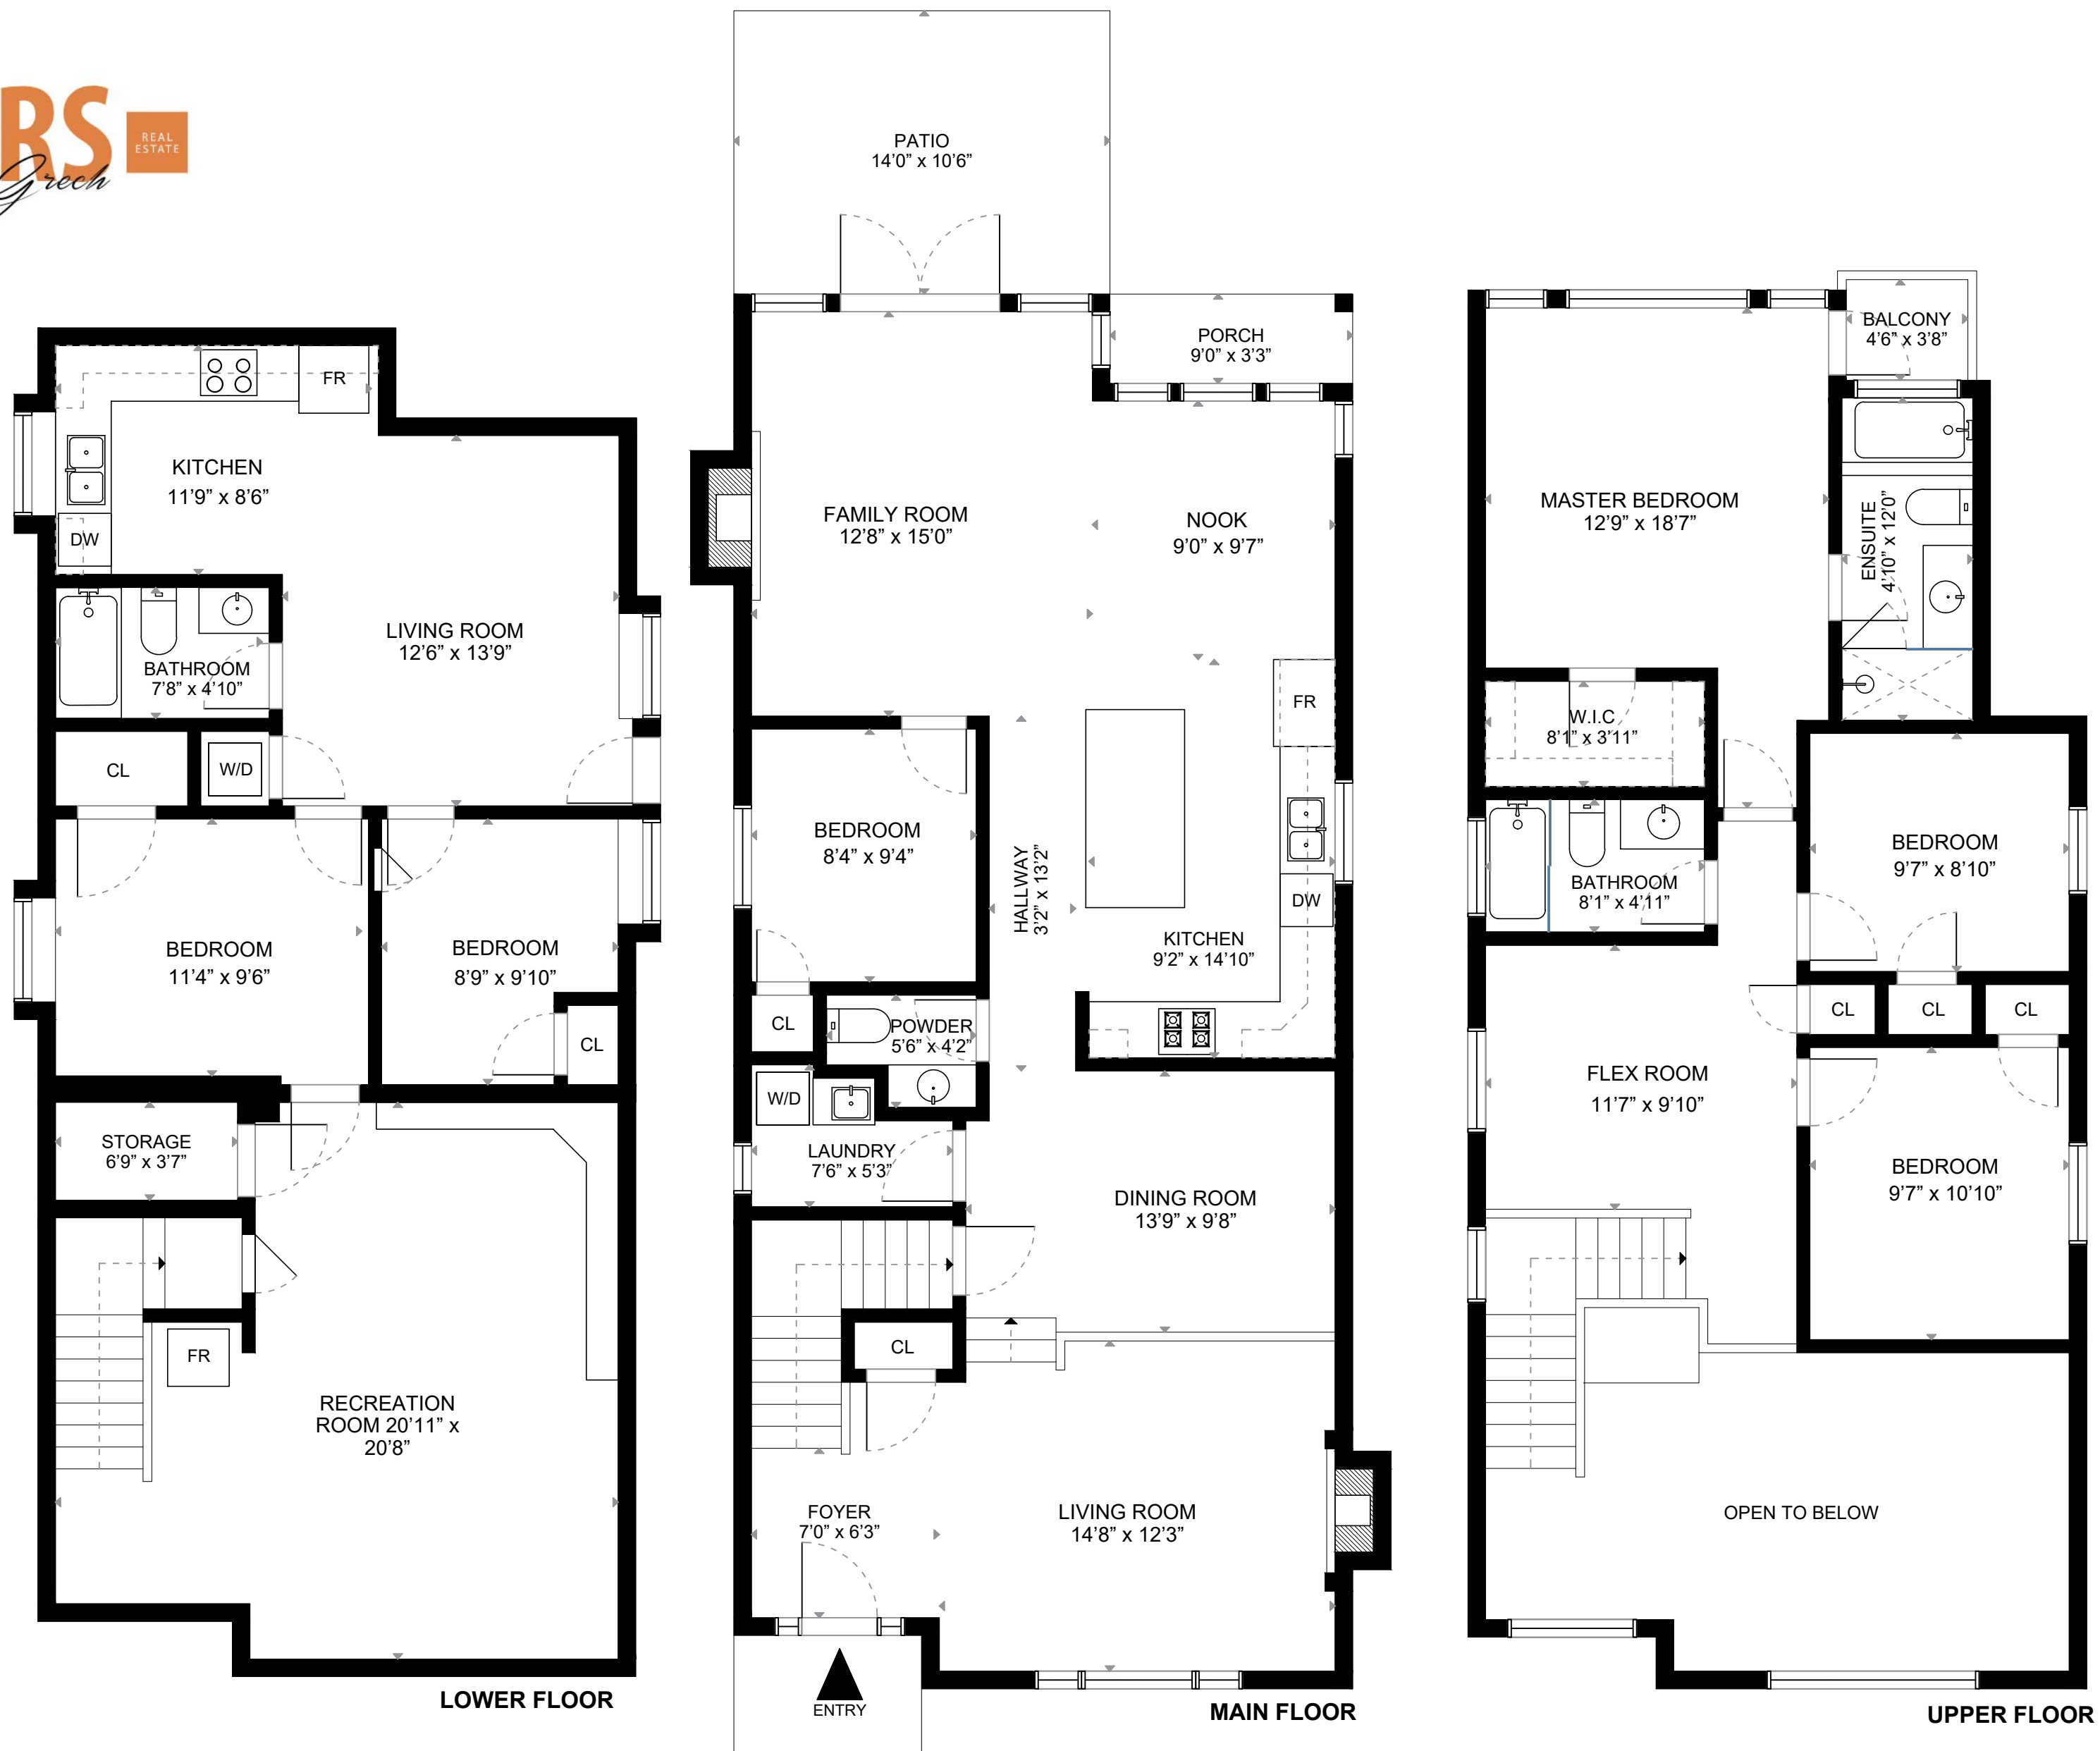 RS
Grech
REAL
ESTATE
KITCHEN
11'9" x 8'6"
FR
DW
LIVING ROOM
12'6" x 13'9"
BATHROOM
7'8" x 4'10"
CL
W/D
BEDROOM
11'4" x 9'6"
BEDROOM
8'9" x 9'10"
CL
STORAGE
6'9" x 3'7"
FR
RECREATION
ROOM 20'11" x
20'8"
LOWER FLOOR
PATIO
14'0" x 10'6"
PORCH
9'0" x 3'3"
FAMILY ROOM
12'8" x 15'0"
NOOK
9'0" x 9'7"
FR
BEDROOM
8'4" x 9'4"
HALLWAY
3'2" x 13'2"
DW
KITCHEN
9'2" x 14'10"
CL
POWDER
5'6" x 4'2"
W/D
LAUNDRY
7'6" x 5'3"
DINING ROOM
13'9" x 9'8"
CL
FOYER
7'0" x 6'3"
LIVING ROOM
14'8" x 12'3"
ENTRY
MAIN FLOOR
BALCONY
4'6" x 3'8"
MASTER BEDROOM
12'9" x 18'7"
ENSUITE
4'10" x 12'0"
W.I.C
8'1" x 3'11"
BATHROOM
8'1" x 4'11"
BEDROOM
9'7" x 8'10"
CL
CL
CL
FLEX ROOM
11'7" x 9'10"
BEDROOM
9'7" x 10'10"
OPEN TO BELOW
UPPER FLOOR